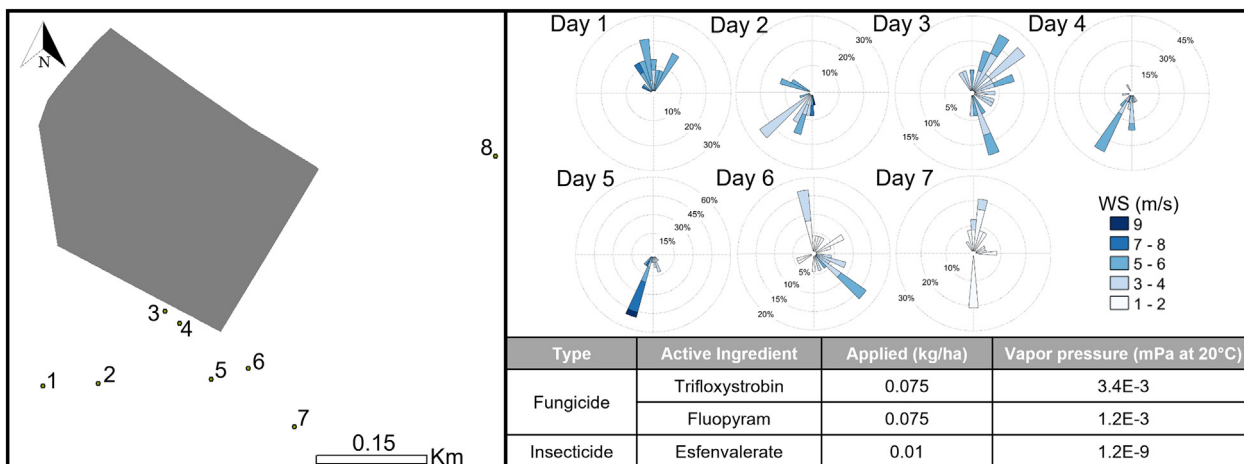 N
8
3
4
1
2
5
6
7
0.15
Km
Day 1
10%
20%
30%
Day 2
30%
20%
10%
Day 3
5%
10%
15%
Day 4
45%
30%
15%
Day 5
60%
45%
30%
15%
Day 6
5%
10%
15%
20%
Day 7
10%
20%
30%
WS (m/s)
9
7 - 8
5 - 6
3 - 4
1 - 2
Type Active Ingredient Applied (kg/ha) Vapor pressure (mPa at 20°C)
Fungicide Trifloxystrobin 0.075 3.4E-3
Fluopyram 0.075 1.2E-3
Insecticide Esfenvalerate 0.01 1.2E-9